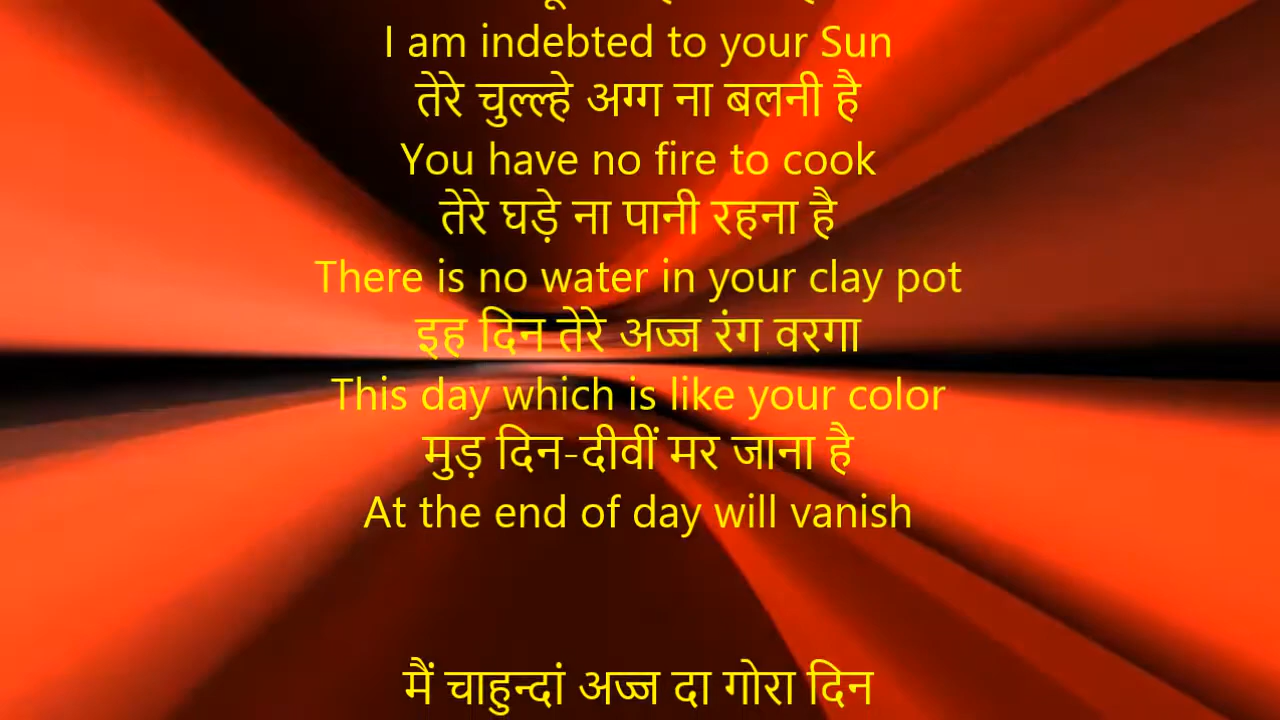 I am indebted to your Sun
तेरे चुल्ल्हे अग्ग ना बलनी है
You have no fire to cook
तेरे घड़े ना पानी रहना है
There is no water in your clay pot
इह दिन तेरे अज्ज रंग वरगा
This day which is like your color
मुड़ दिन-दीवीं मर जाना है
At the end of day will vanish
मैं चाहुन्दां अज्ज दा गोरा दिन